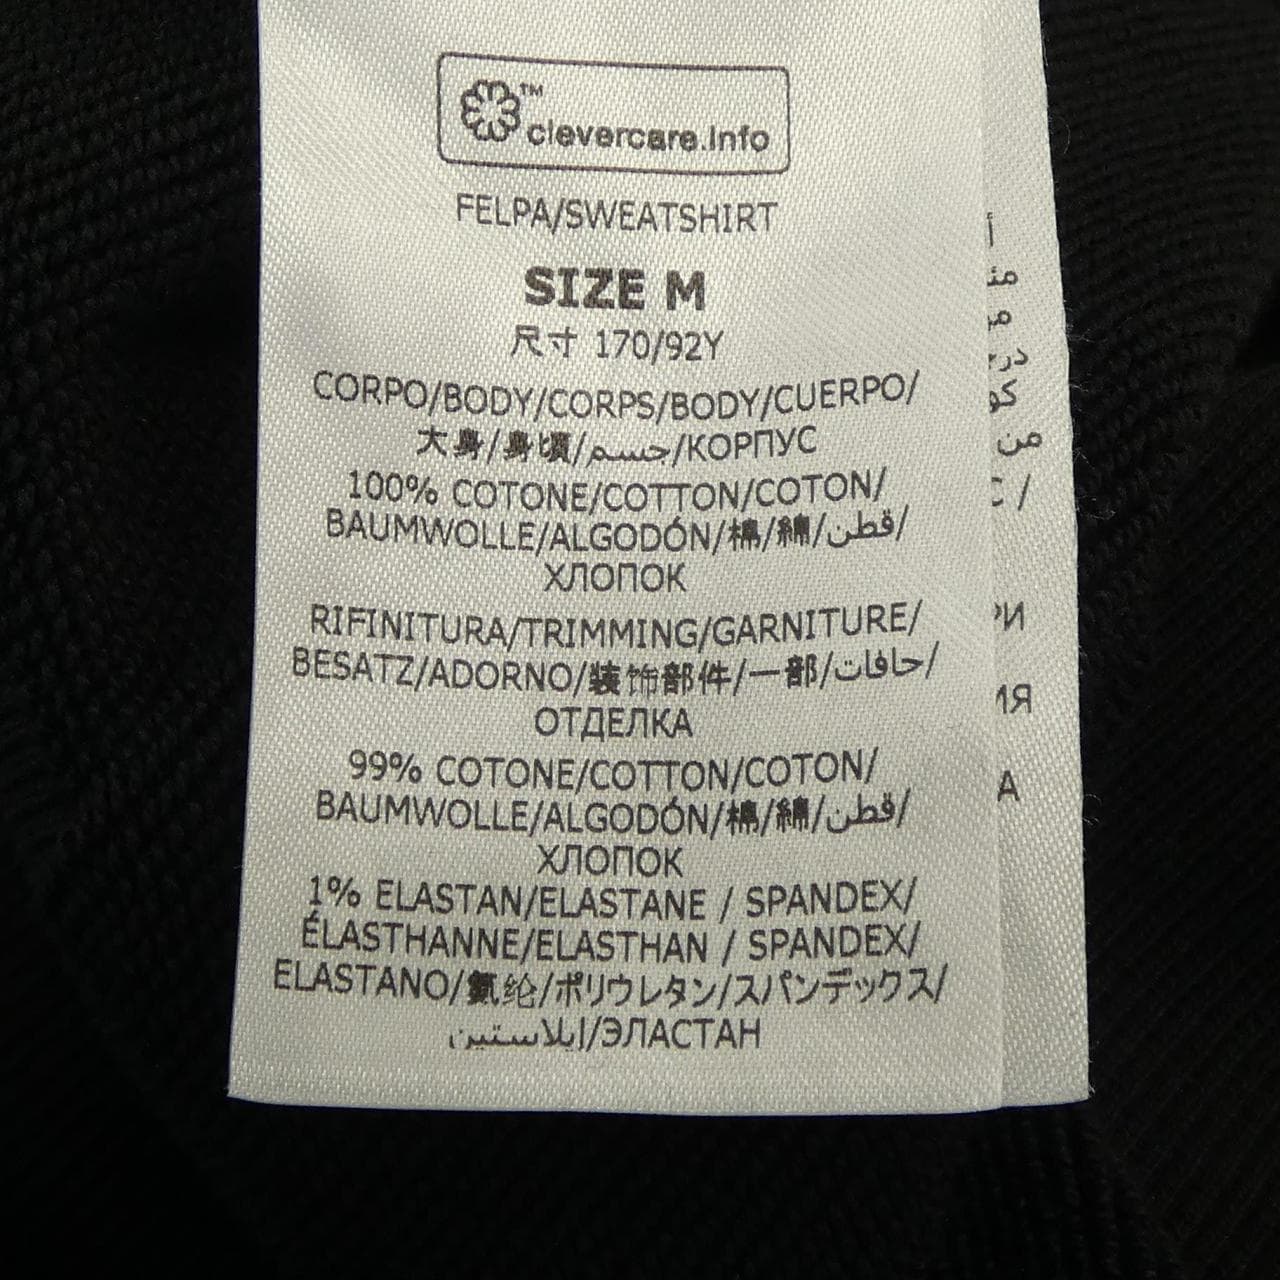 ™
clevercare.info
FELPA/SWEATSHIRT
SIZE M
尺寸 170/92Y
CORPO/BODY/CORPS/BODY/CUERPO/
大身/身頃/جسم/КОРПУС
100% COTONE/COTTON/COTON/
BAUMWOLLE/ALGODÓN/棉/綿/قطن/
ХЛОПОК
RIFINITURA/TRIMMING/GARNITURE/
BESATZ/ADORNO/装饰部件/一部/حافات/
ОТДЕЛКА
99% COTONE/COTTON/COTON/
BAUMWOLLE/ALGODÓN/棉/綿/قطن/
ХЛОПОК
1% ELASTAN/ELASTANE / SPANDEX/
ÉLASTHANNE/ELASTHAN / SPANDEX/
ELASTANO/氨纶/ポリウレタン/スパンデックス/
إيلاستين/ЭЛАСТАН